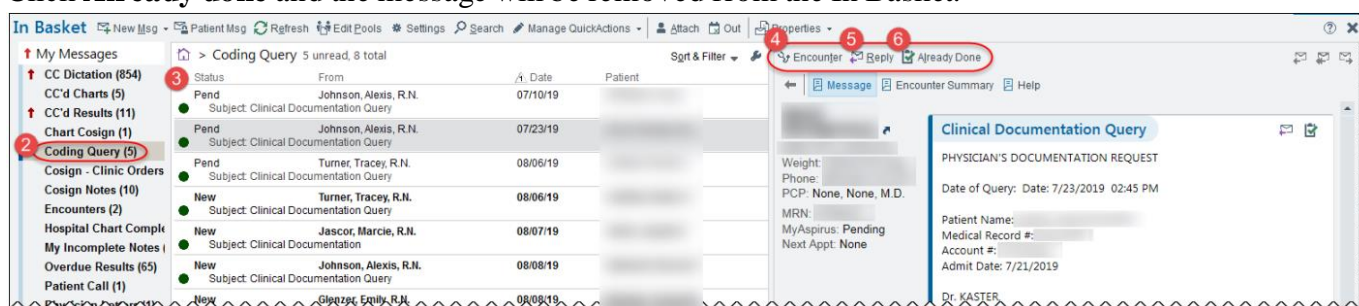 Click Already done and the message will be removed from the In Basket.
In Basket New Msg Patient Msg Refresh Edit Pools Settings Search Manage QuickActions Attach Out Properties
My Messages
CC Dictation (854)
CC'd Charts (5)
CC'd Results (11)
Chart Cosign (1)
2 Coding Query (5)
Cosign - Clinic Orders
Cosign Notes (10)
Encounters (2)
Hospital Chart Comple
My Incomplete Notes (
Overdue Results (65)
Patient Call (1)
> Coding Query 5 unread, 8 total Sort & Filter
3 Status From Date Patient
Pend Johnson, Alexis, R.N. 07/10/19
Subject: Clinical Documentation Query
Pend Johnson, Alexis, R.N. 07/23/19
Subject: Clinical Documentation Query
Pend Turner, Tracey, R.N. 08/06/19
Subject: Clinical Documentation Query
New Turner, Tracey, R.N. 08/06/19
Subject: Clinical Documentation Query
New Jascor, Marcie, R.N. 08/07/19
Subject: Clinical Documentation
New Johnson, Alexis, R.N. 08/08/19
Subject: Clinical Documentation Query
New Glenzer, Emily, R.N. 08/08/19
4 5 6
Encounter Reply Already Done
Message Encounter Summary Help
Weight:
Phone:
PCP: None, None, M.D.
MRN:
MyAspirus: Pending
Next Appt: None
Clinical Documentation Query
PHYSICIAN'S DOCUMENTATION REQUEST
Date of Query: Date: 7/23/2019 02:45 PM
Patient Name:
Medical Record #:
Account #:
Admit Date: 7/21/2019
Dr. KASTER